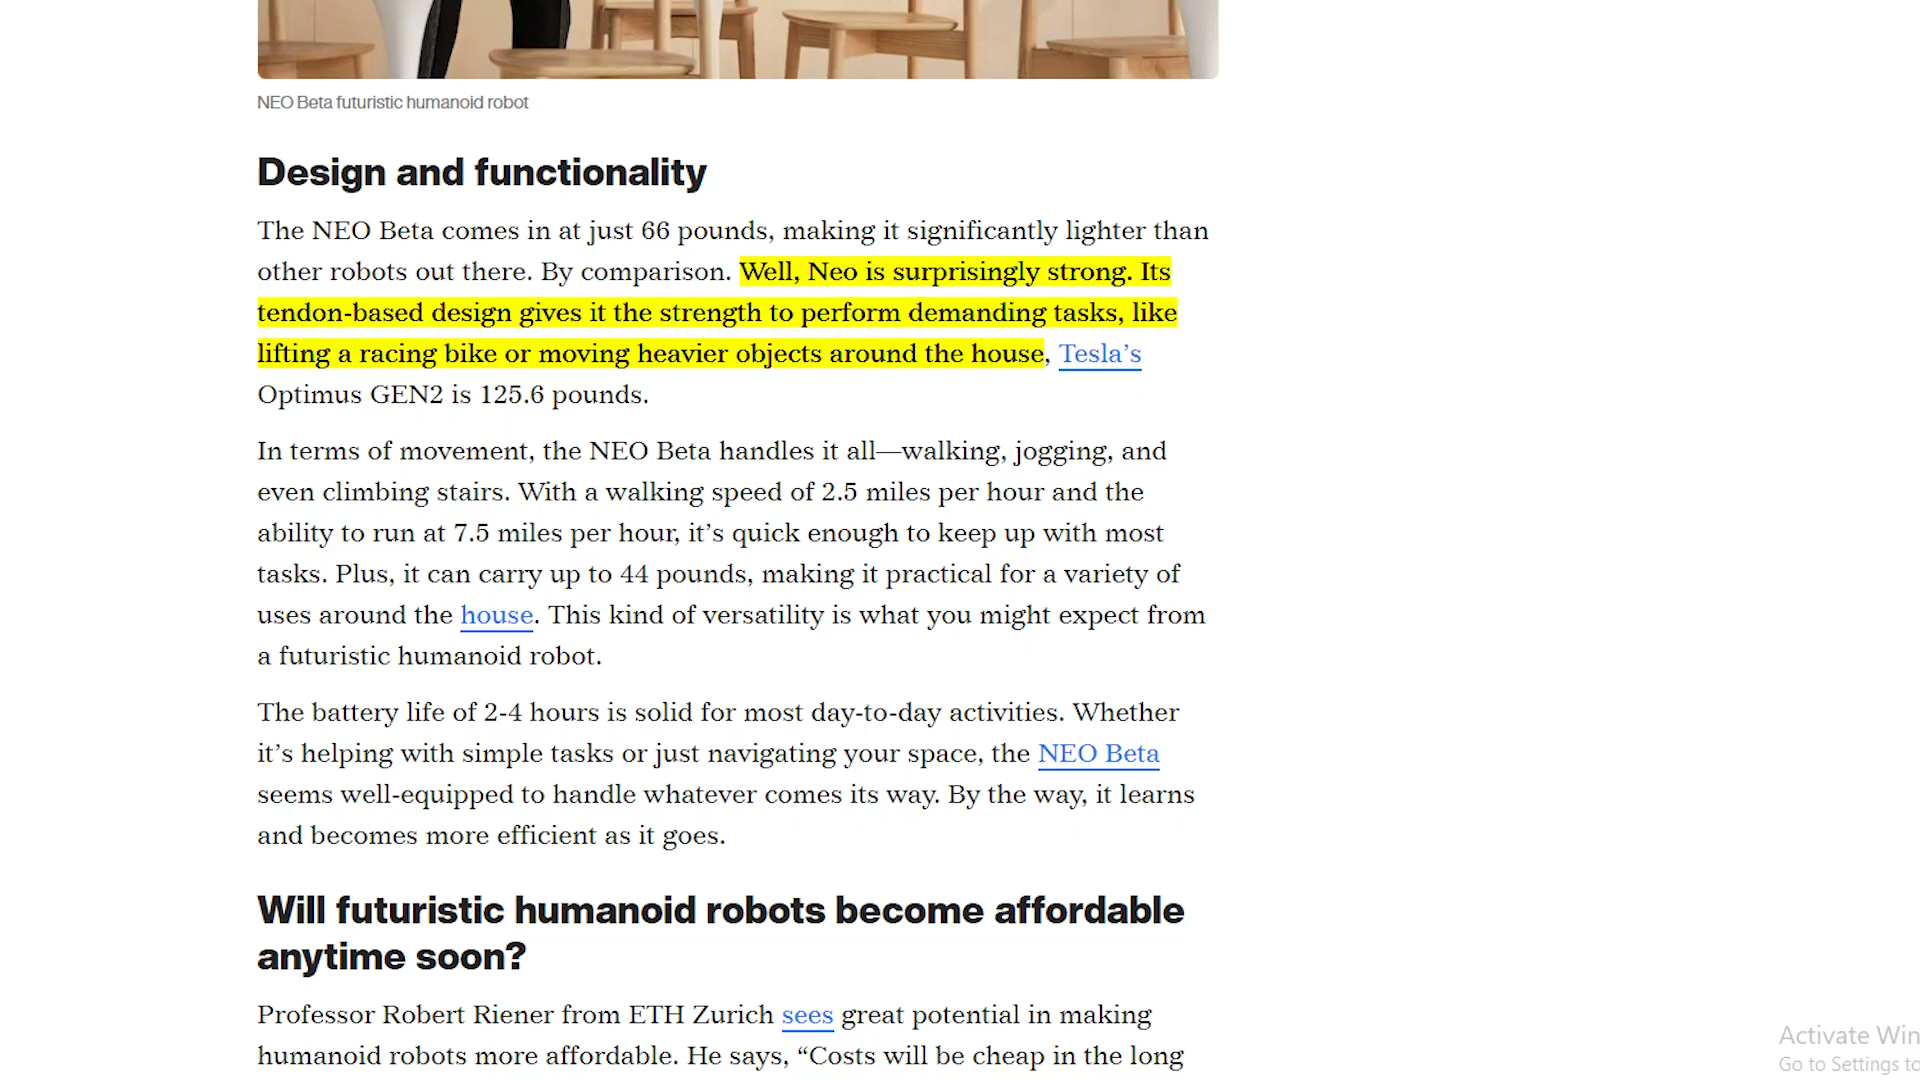 NEO Beta futuristic humanoid robot
Design and functionality
The NEO Beta comes in at just 66 pounds, making it significantly lighter than
other robots out there. By comparison. Well, Neo is surprisingly strong. Its
tendon-based design gives it the strength to perform demanding tasks, like
lifting a racing bike or moving heavier objects around the house, Tesla’s
Optimus GEN2 is 125.6 pounds.
In terms of movement, the NEO Beta handles it all—walking, jogging, and
even climbing stairs. With a walking speed of 2.5 miles per hour and the
ability to run at 7.5 miles per hour, it’s quick enough to keep up with most
tasks. Plus, it can carry up to 44 pounds, making it practical for a variety of
uses around the house. This kind of versatility is what you might expect from
a futuristic humanoid robot.
The battery life of 2-4 hours is solid for most day-to-day activities. Whether
it’s helping with simple tasks or just navigating your space, the NEO Beta
seems well-equipped to handle whatever comes its way. By the way, it learns
and becomes more efficient as it goes.
Will futuristic humanoid robots become affordable
anytime soon?
Professor Robert Riener from ETH Zurich sees great potential in making
humanoid robots more affordable. He says, “Costs will be cheap in the long
Activate Win
Go to Settings to